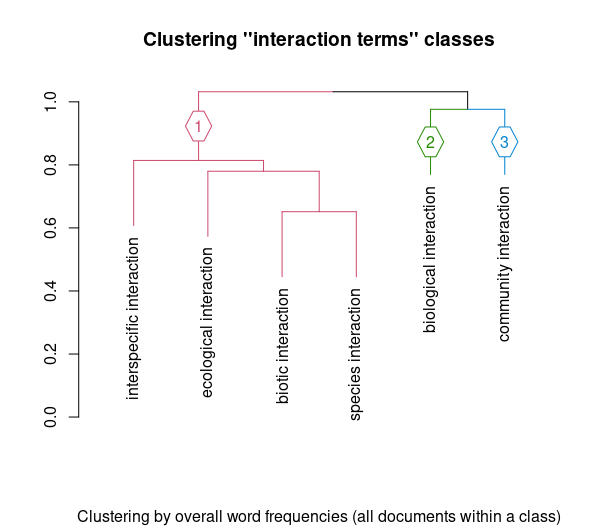 Clustering "interaction terms" classes
1.0
0.8
0.6
0.4
0.2
0.0
1
2
3
interspecific interaction
ecological interaction
biotic interaction
species interaction
biological interaction
community interaction
Clustering by overall word frequencies (all documents within a class)